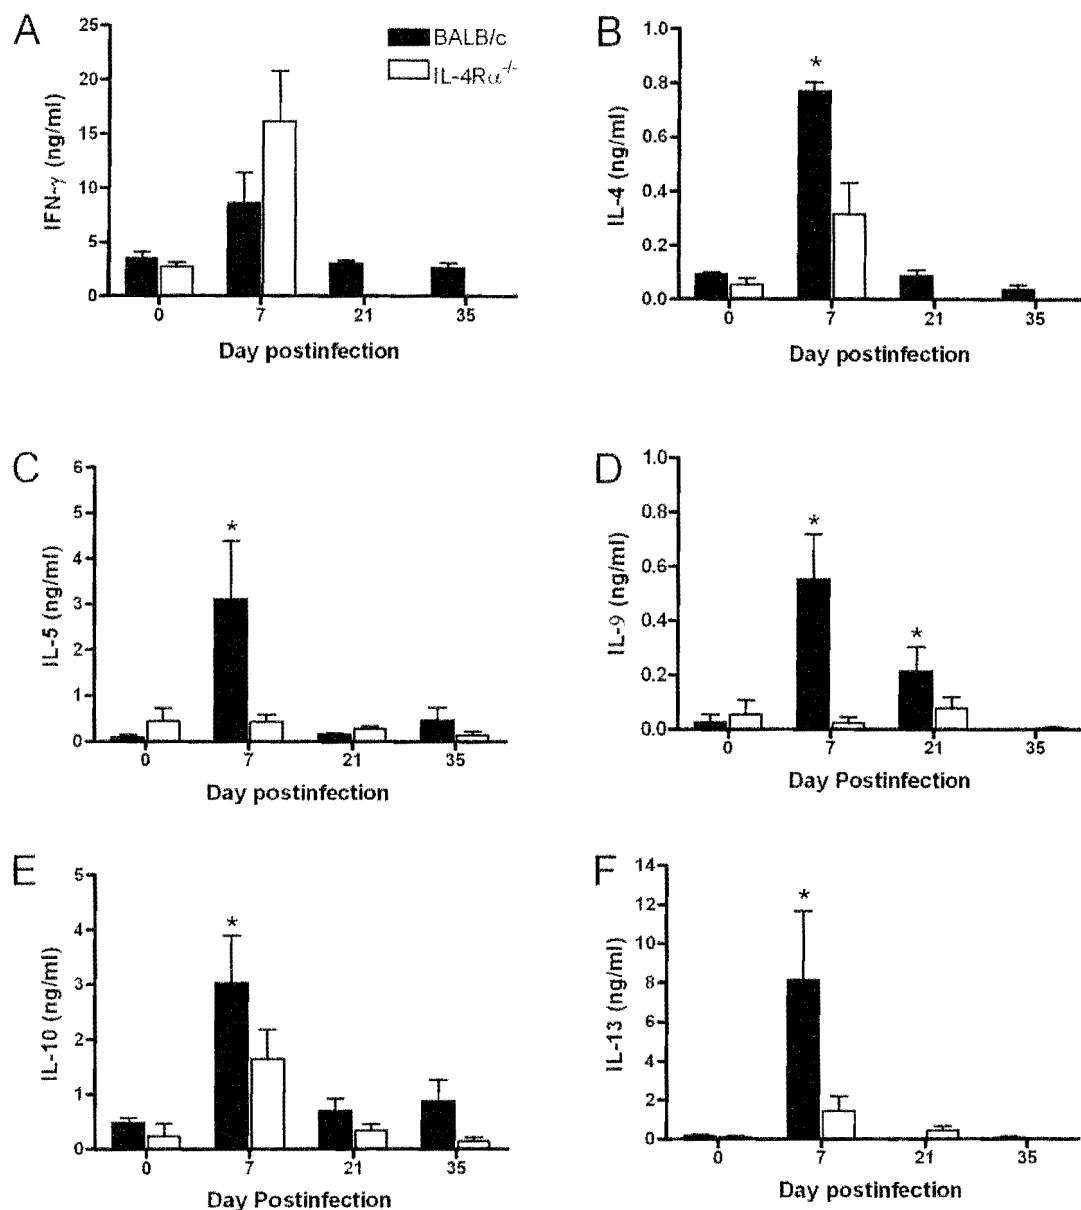 A
IFN-γ (ng/ml)
25
20
15
10
5
0
BALB/c
IL-4Rα-/-
0 7 21 35
Day postinfection
B
IL-4 (ng/ml)
1.0
0.8
0.6
0.4
0.2
0.0
*
0 7 21 35
Day postinfection
C
IL-5 (ng/ml)
6
5
4
3
2
1
0
*
0 7 21 35
Day postinfection
D
IL-9 (ng/ml)
1.0
0.8
0.6
0.4
0.2
0.0
*
*
0 7 21 35
Day Postinfection
E
IL-10 (ng/ml)
5
4
3
2
1
0
*
0 7 21 35
Day Postinfection
F
IL-13 (ng/ml)
14
12
10
8
6
4
2
0
*
0 7 21 35
Day postinfection